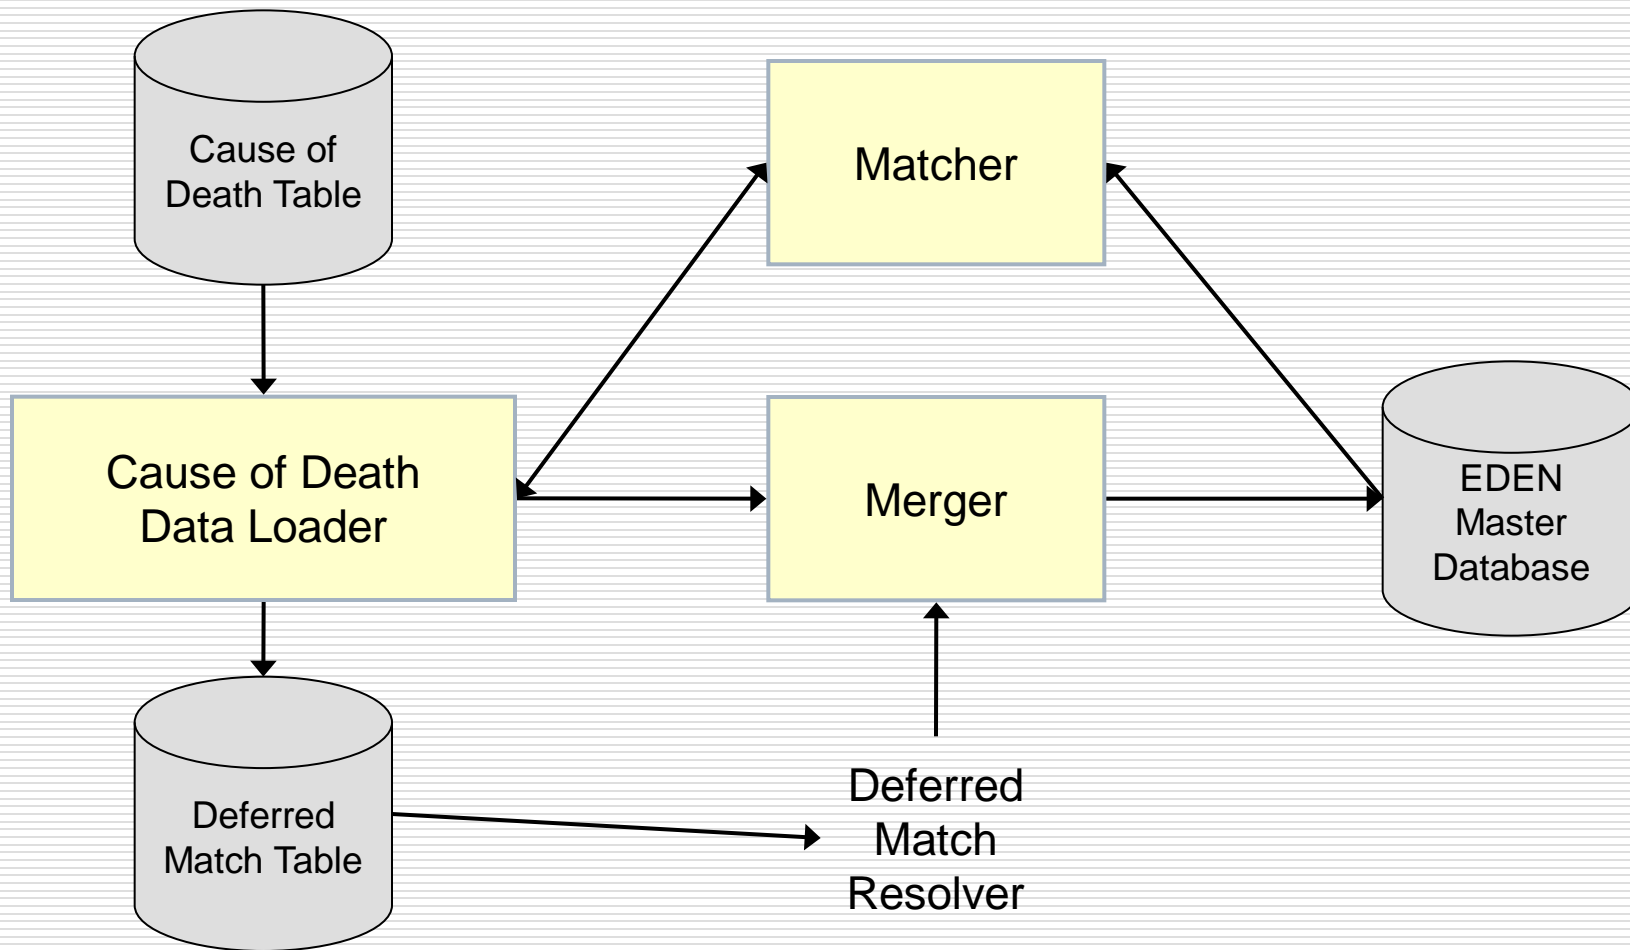 Cause of
Death Table
Matcher
Cause of Death
Data Loader
Merger
EDEN
Master
Database
Deferred
Match Table
Deferred
Match
Resolver